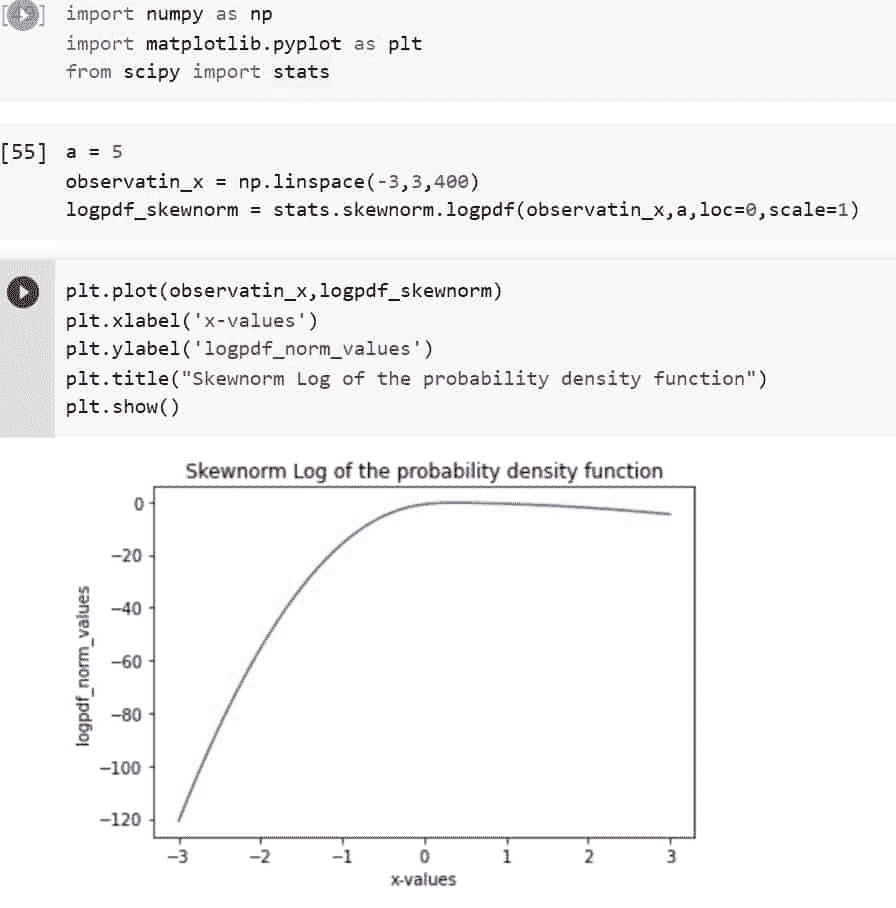 import numpy as np
import matplotlib.pyplot as plt
from scipy import stats
[55] a = 5
observatin_x = np.linspace(-3,3,400)
logpdf_skewnorm = stats.skewnorm.logpdf(observatin_x,a,loc=0,scale=1)
plt.plot(observatin_x,logpdf_skewnorm)
plt.xlabel('x-values')
plt.ylabel('logpdf_norm_values')
plt.title("Skewnorm Log of the probability density function")
plt.show()
Skewnorm Log of the probability density function
logpdf_norm_values
0
−20
−40
−60
−80
−100
−120
−3 −2 −1 0 1 2 3
x-values